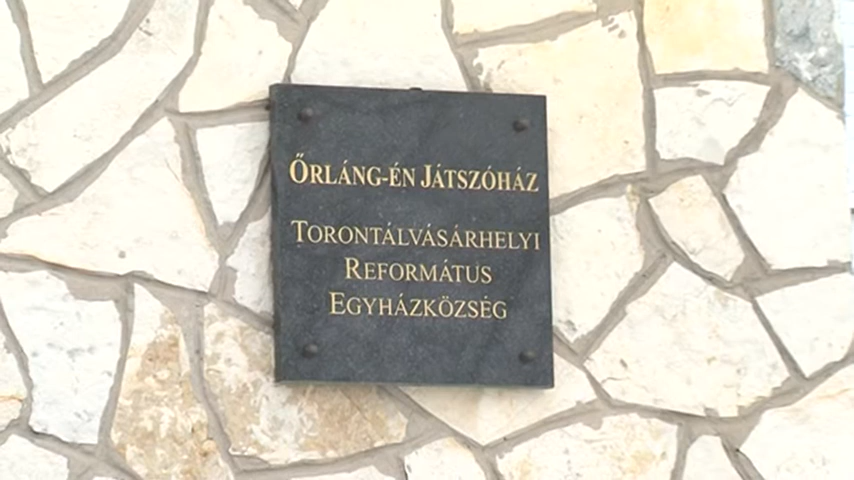 ŐRLÁNG-ÉN JÁTSZÓHÁZ
TORONTÁLVÁSÁRHELYI
REFORMÁTUS
EGYHÁZKÖZSÉG